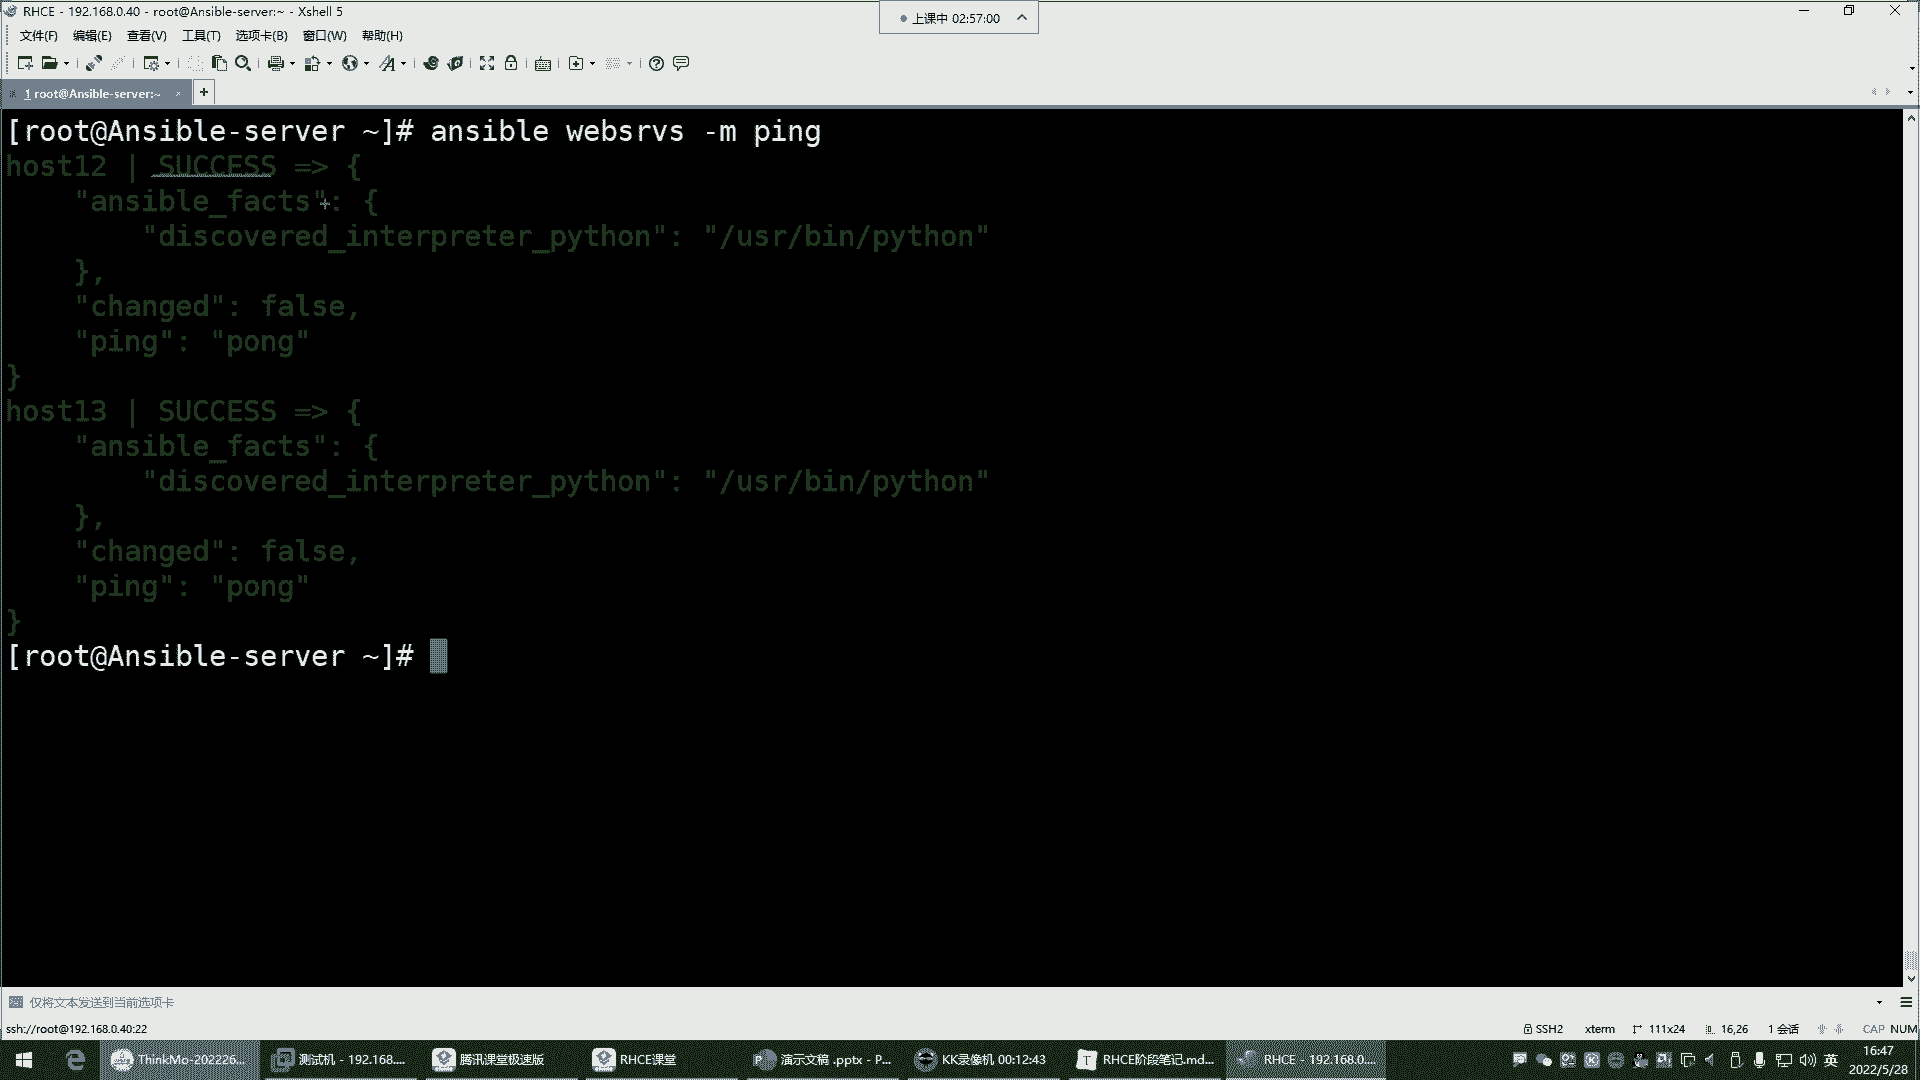 RHCE - 192.168.0.40 - root@Ansible-server:~ - Xshell 5
上课中 02:57:00
文件(F) 编辑(E) 查看(V) 工具(T) 选项卡(B) 窗口(W) 帮助(H)
1 root@Ansible-server:~
[root@Ansible-server ~]# ansible websrvs -m ping
host12 | SUCCESS => {
    "ansible_facts": {
        "discovered_interpreter_python": "/usr/bin/python"
    },
    "changed": false,
    "ping": "pong"
}
host13 | SUCCESS => {
    "ansible_facts": {
        "discovered_interpreter_python": "/usr/bin/python"
    },
    "changed": false,
    "ping": "pong"
}
[root@Ansible-server ~]#
仅将文本发送到当前选项卡
ssh://root@192.168.0.40:22 SSH2 xterm 111x24 16,26 1 会话 CAP NUM
ThinkMo-202226... 测试机 - 192.168.... 腾讯课堂极速版 RHCE课堂 演示文稿 .pptx - P... KK录像机 00:12:43 RHCE阶段笔记.md... RHCE - 192.168.0.... 英 16:47
2022/5/28